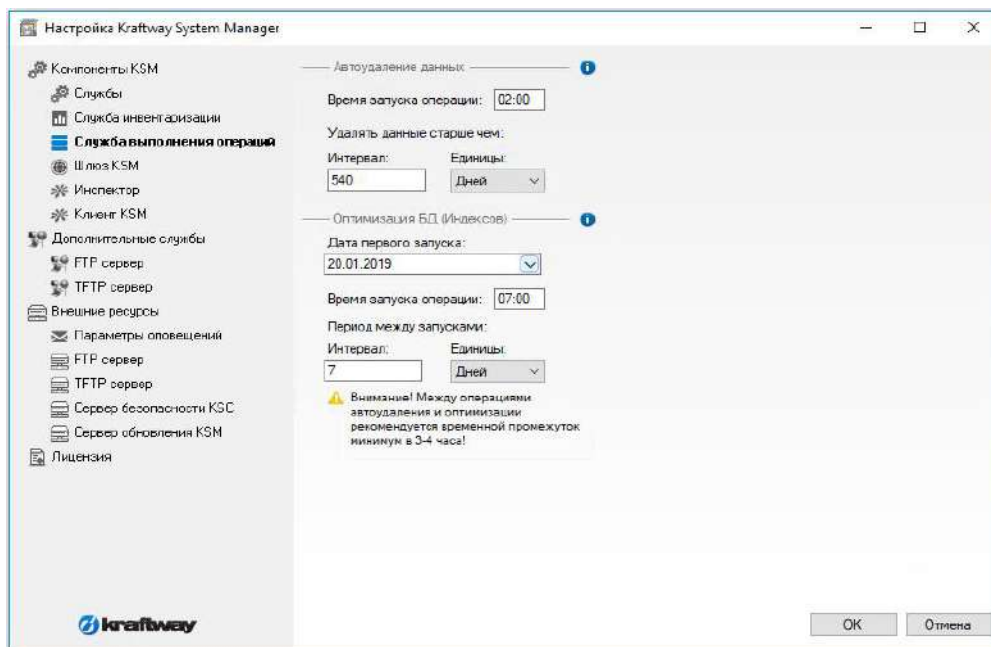 Настройка Kraftway System Manager
Компоненты KSM
Службы
Служба инвентаризации
Служба выполнения операций
Шлюз KSM
Инспектор
Клиент KSM
Дополнительные службы
FTP сервер
TFTP сервер
Внешние ресурсы
Параметры оповещений
FTP сервер
TFTP сервер
Сервер безопасности KSC
Сервер обновления KSM
Лицензия
kraftway
Автоудаление данных
Время запуска операции: 02:00
Удалять данные старше чем:
Интервал: Единицы:
540 Дней
Оптимизация БД (Индексов)
Дата первого запуска:
20.01.2019
Время запуска операции: 07:00
Период между запусками:
Интервал: Единицы:
7 Дней
Внимание! Между операциями
автоудаления и оптимизации
рекомендуется временной промежуток
минимум в 3-4 часа!
OK Отмена